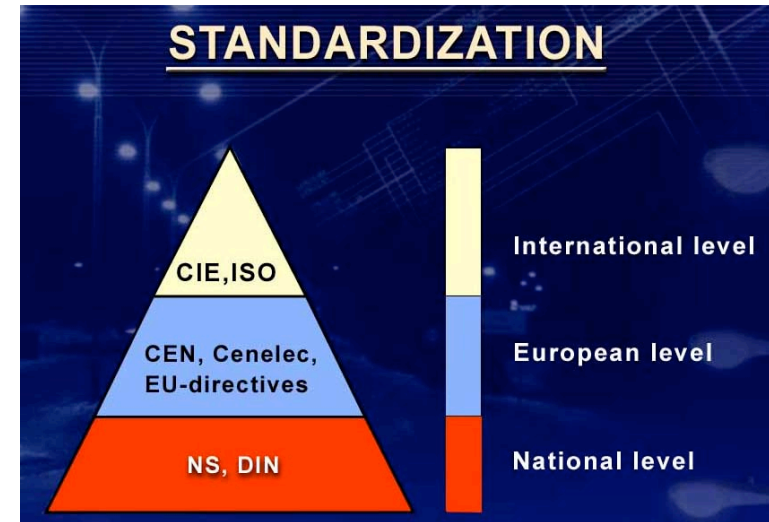 STANDARDIZATION
CIE,ISO
International level
CEN, Cenelec,
EU-directives
European level
NS, DIN
National level